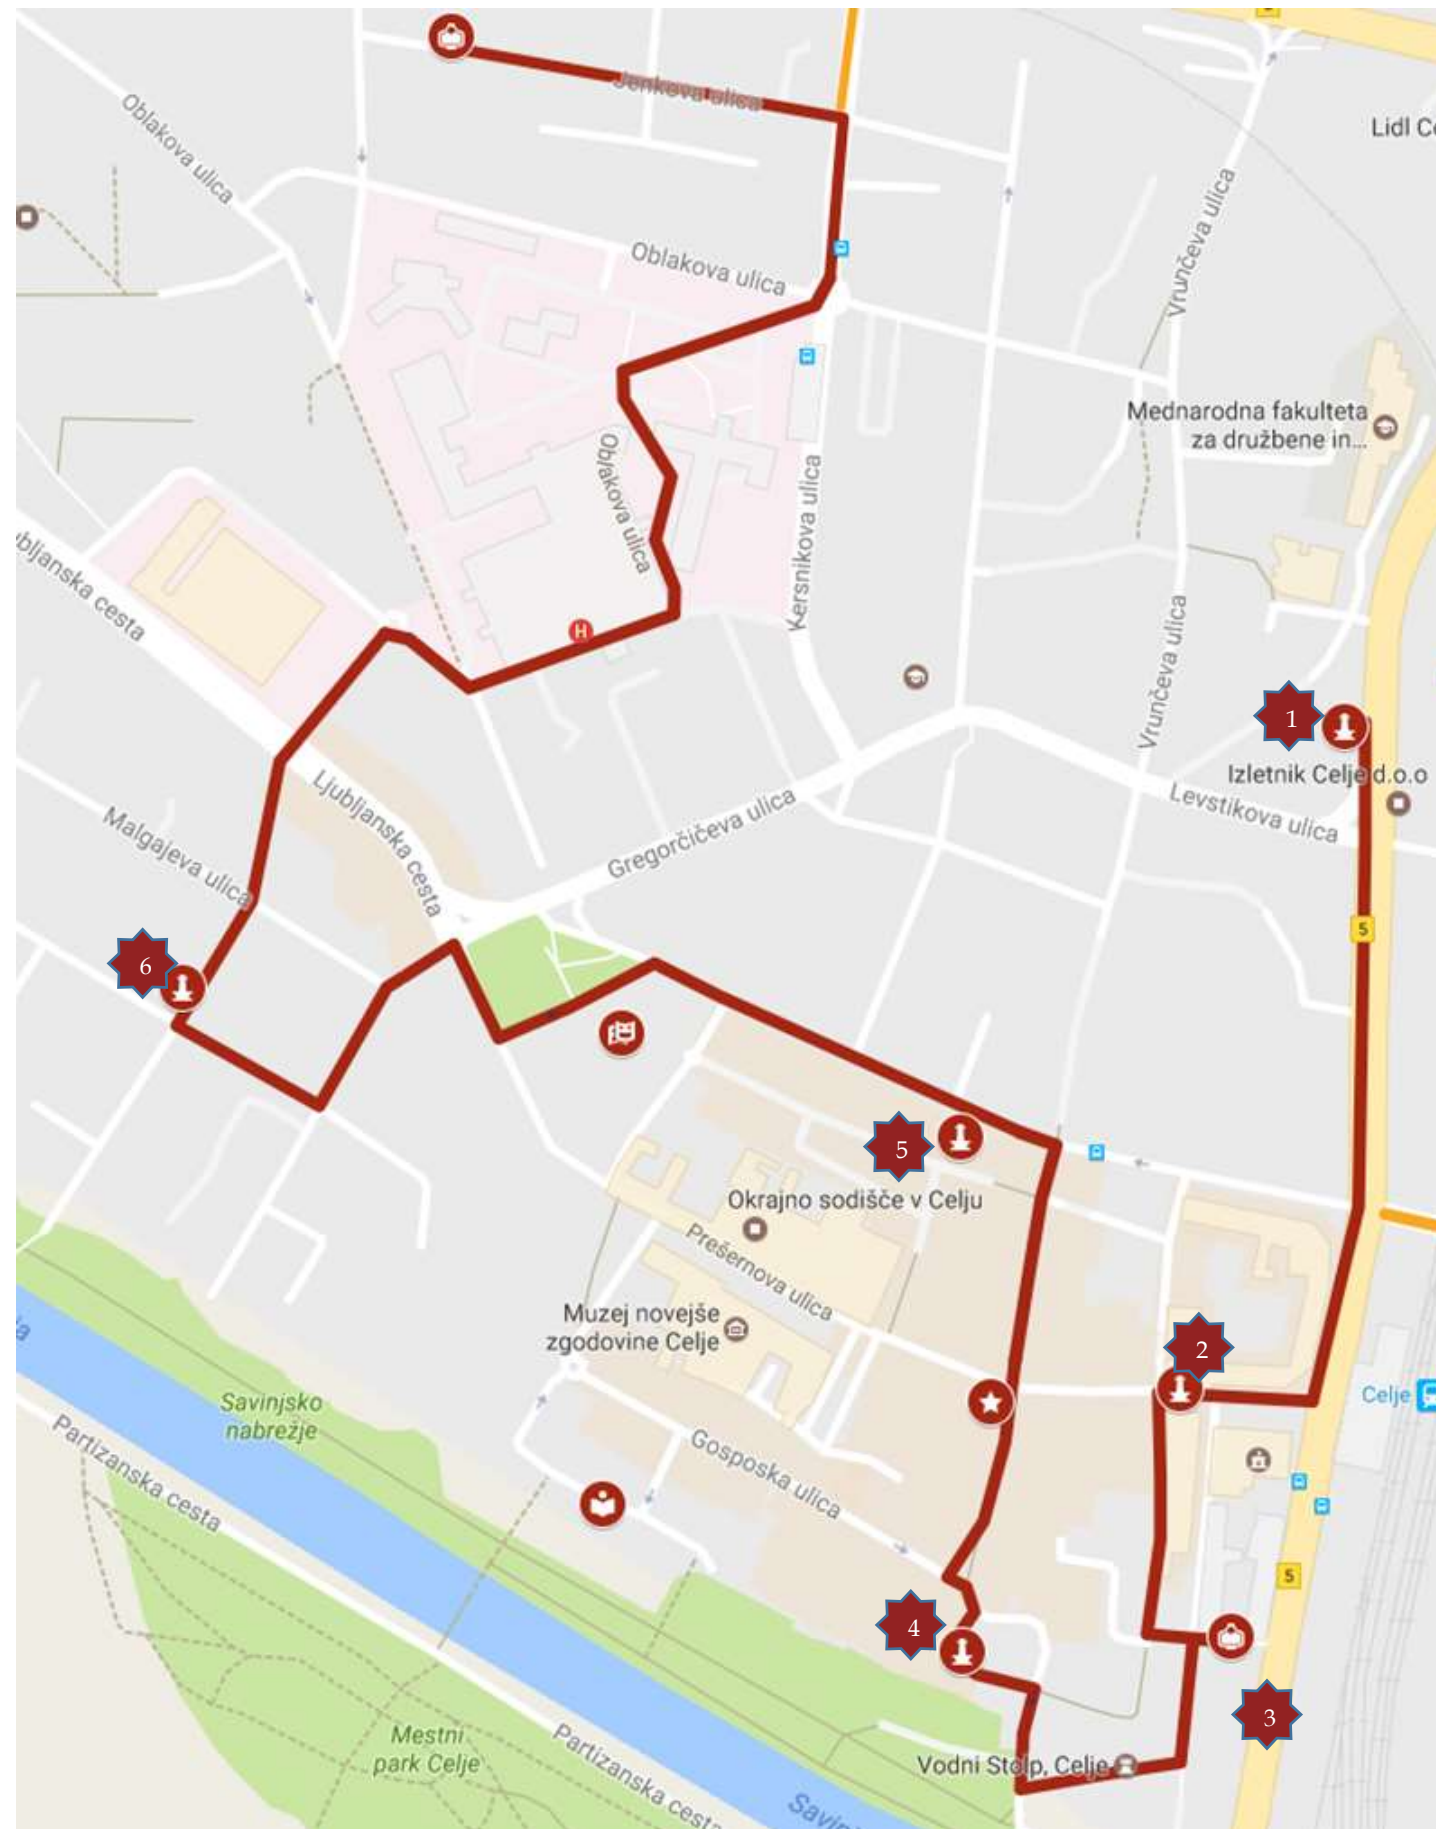 Jenkova ulica
Oblakova ulica
Lidl C
Oblakova ulica
Vrunčeva ulica
Mednarodna fakulteta
za družbene in...
Oblakova ulica
Kersnikova ulica
H
bljanska cesta
Vrunčeva ulica
1
Izletnik Celje d.o.o
Ljubljanska cesta
Levstikova ulica
Gregorčičeva ulica
Malgajeva ulica
5
6
5
Okrajno sodišče v Celju
Prešernova ulica
Muzej novejše
zgodovine Celje
2
Celje
Savinjsko
nabrežje
Partizanska cesta
Gosposka ulica
5
4
3
Mestni
park Celje
Partizanska cesta
Vodni Stolp, Celje
Savin